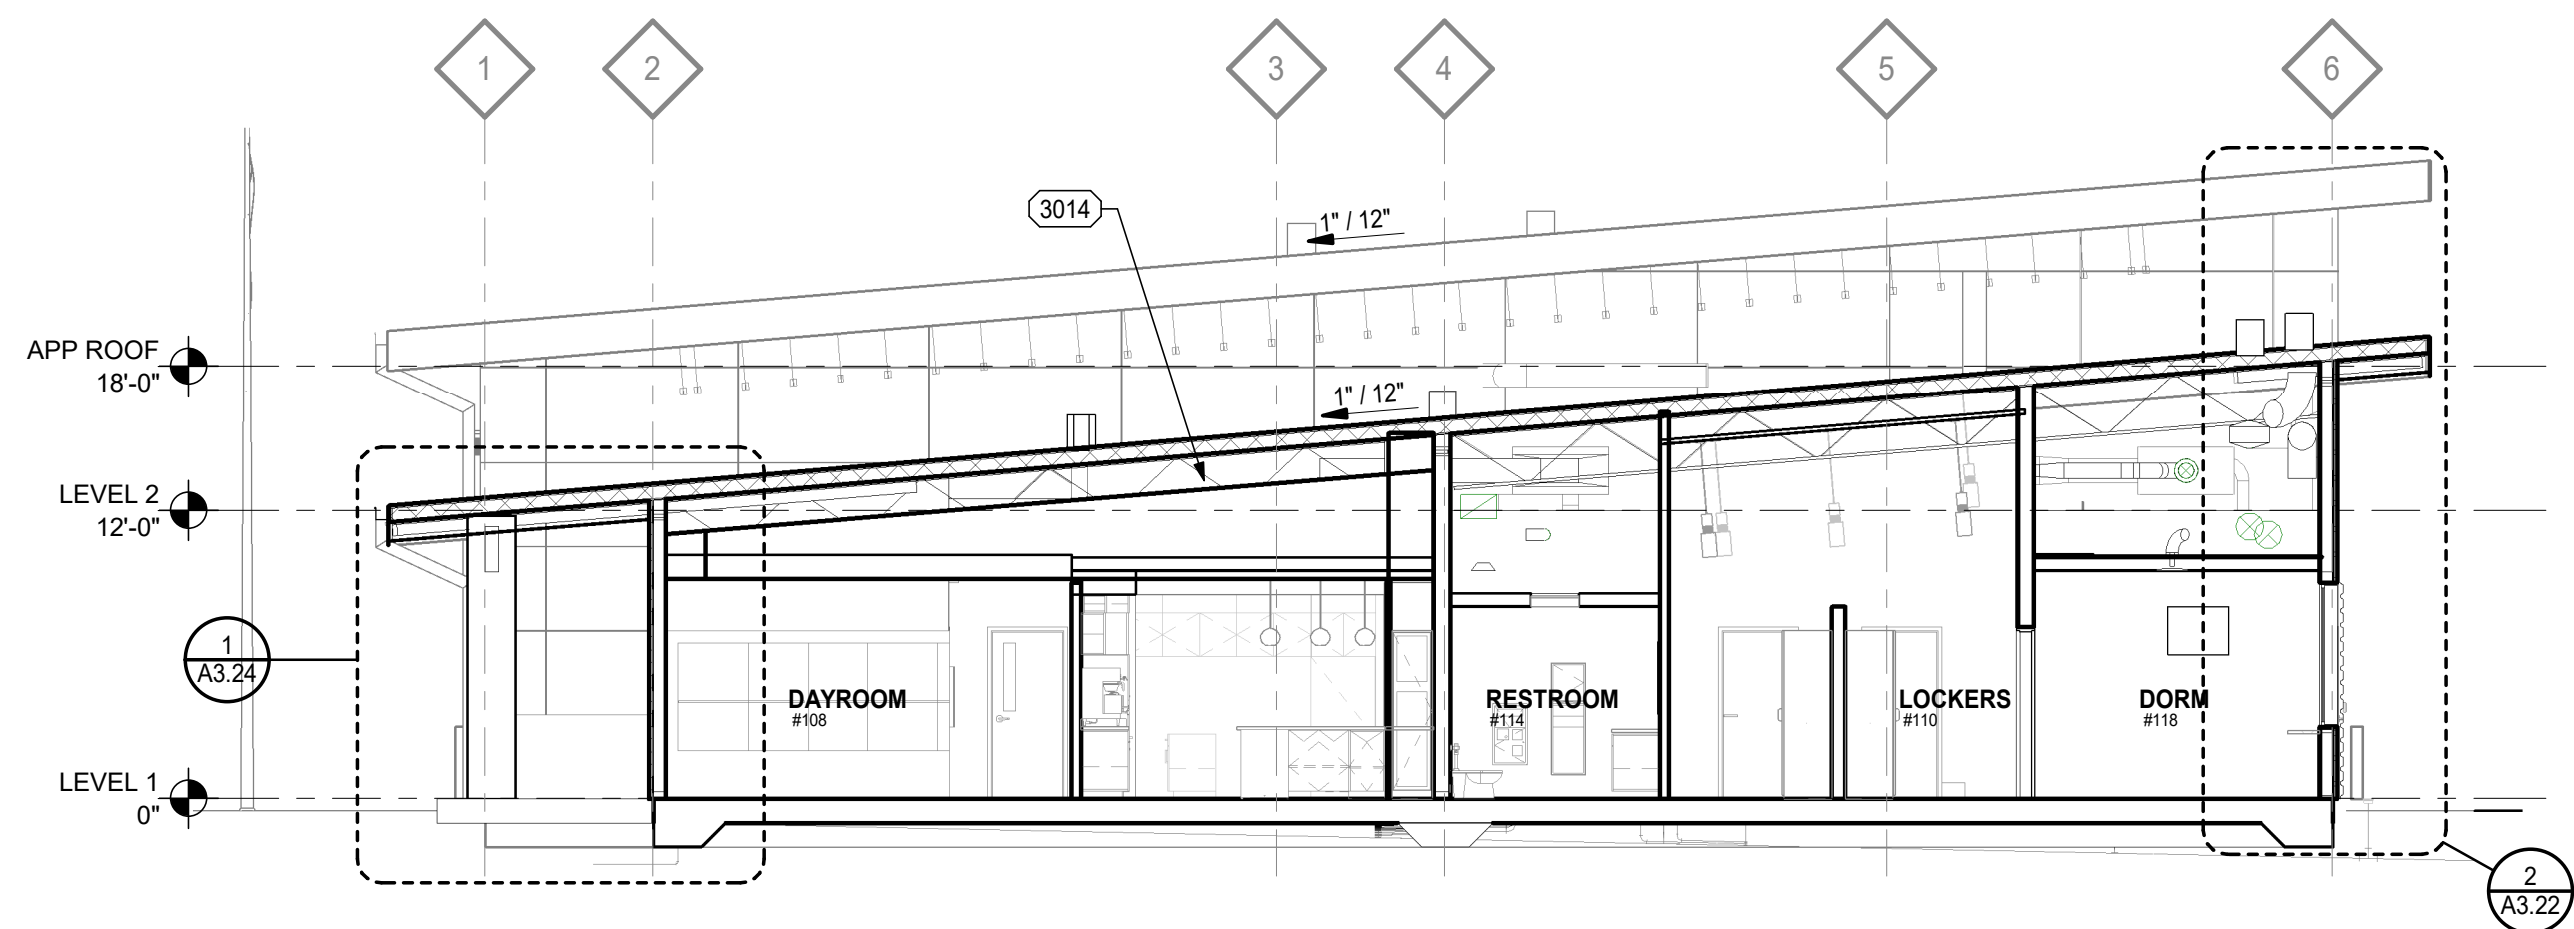 1
2
3
4
5
6
3014
1" / 12"
APP ROOF
18'-0"
1" / 12"
LEVEL 2
12'-0"
1
A3.24
DAYROOM
#108
RESTROOM
#114
LOCKERS
#110
DORM
#118
LEVEL 1
0"
2
A3.22